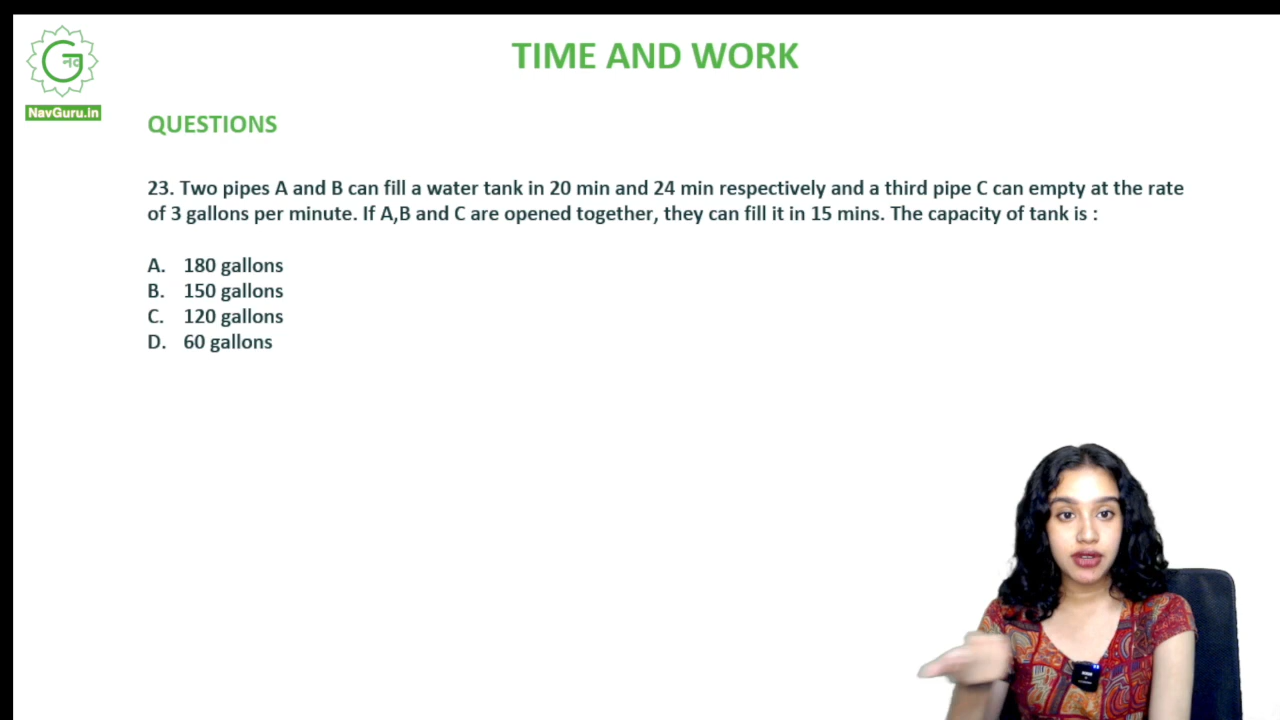 TIME AND WORK
नव
NavGuru.in
QUESTIONS
23. Two pipes A and B can fill a water tank in 20 min and 24 min respectively and a third pipe C can empty at the rate
of 3 gallons per minute. If A,B and C are opened together, they can fill it in 15 mins. The capacity of tank is :
A. 180 gallons
B. 150 gallons
C. 120 gallons
D. 60 gallons